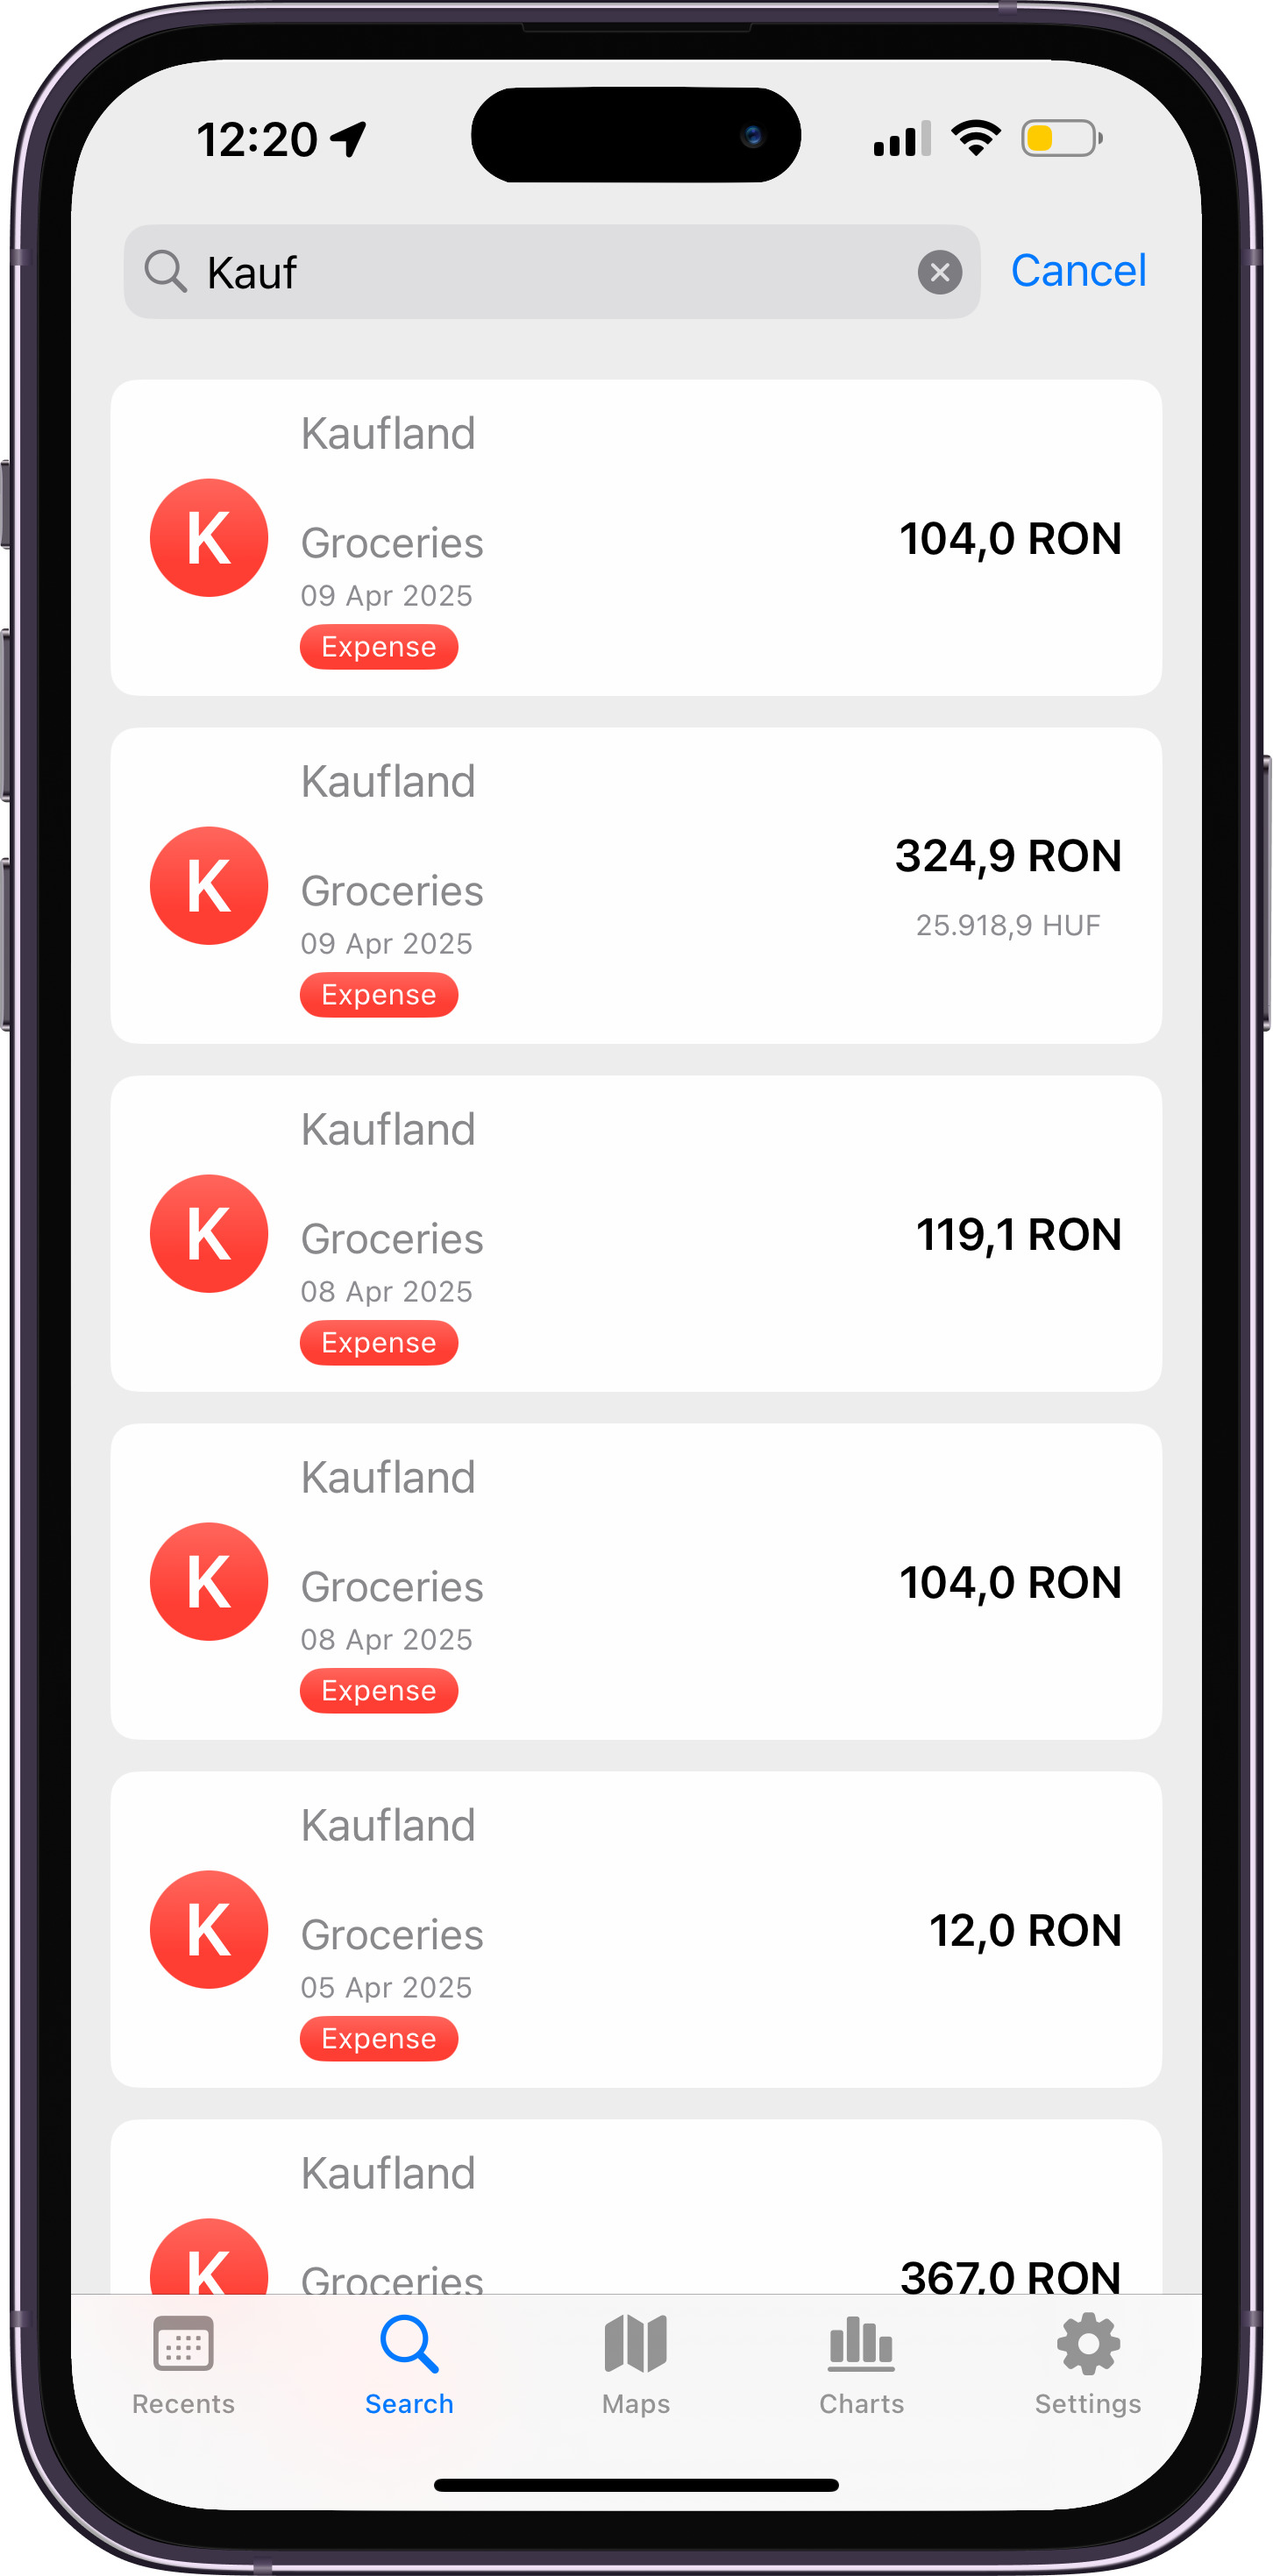 12:20
Kauf
Cancel
Kaufland
K
Groceries
104,0 RON
09 Apr 2025
Expense
Kaufland
324,9 RON
K
Groceries
25.918,9 HUF
09 Apr 2025
Expense
Kaufland
K
Groceries
119,1 RON
08 Apr 2025
Expense
Kaufland
K
Groceries
104,0 RON
08 Apr 2025
Expense
Kaufland
K
Groceries
12,0 RON
05 Apr 2025
Expense
Kaufland
K
Groceries
367,0 RON
Recents
Search
Maps
Charts
Settings